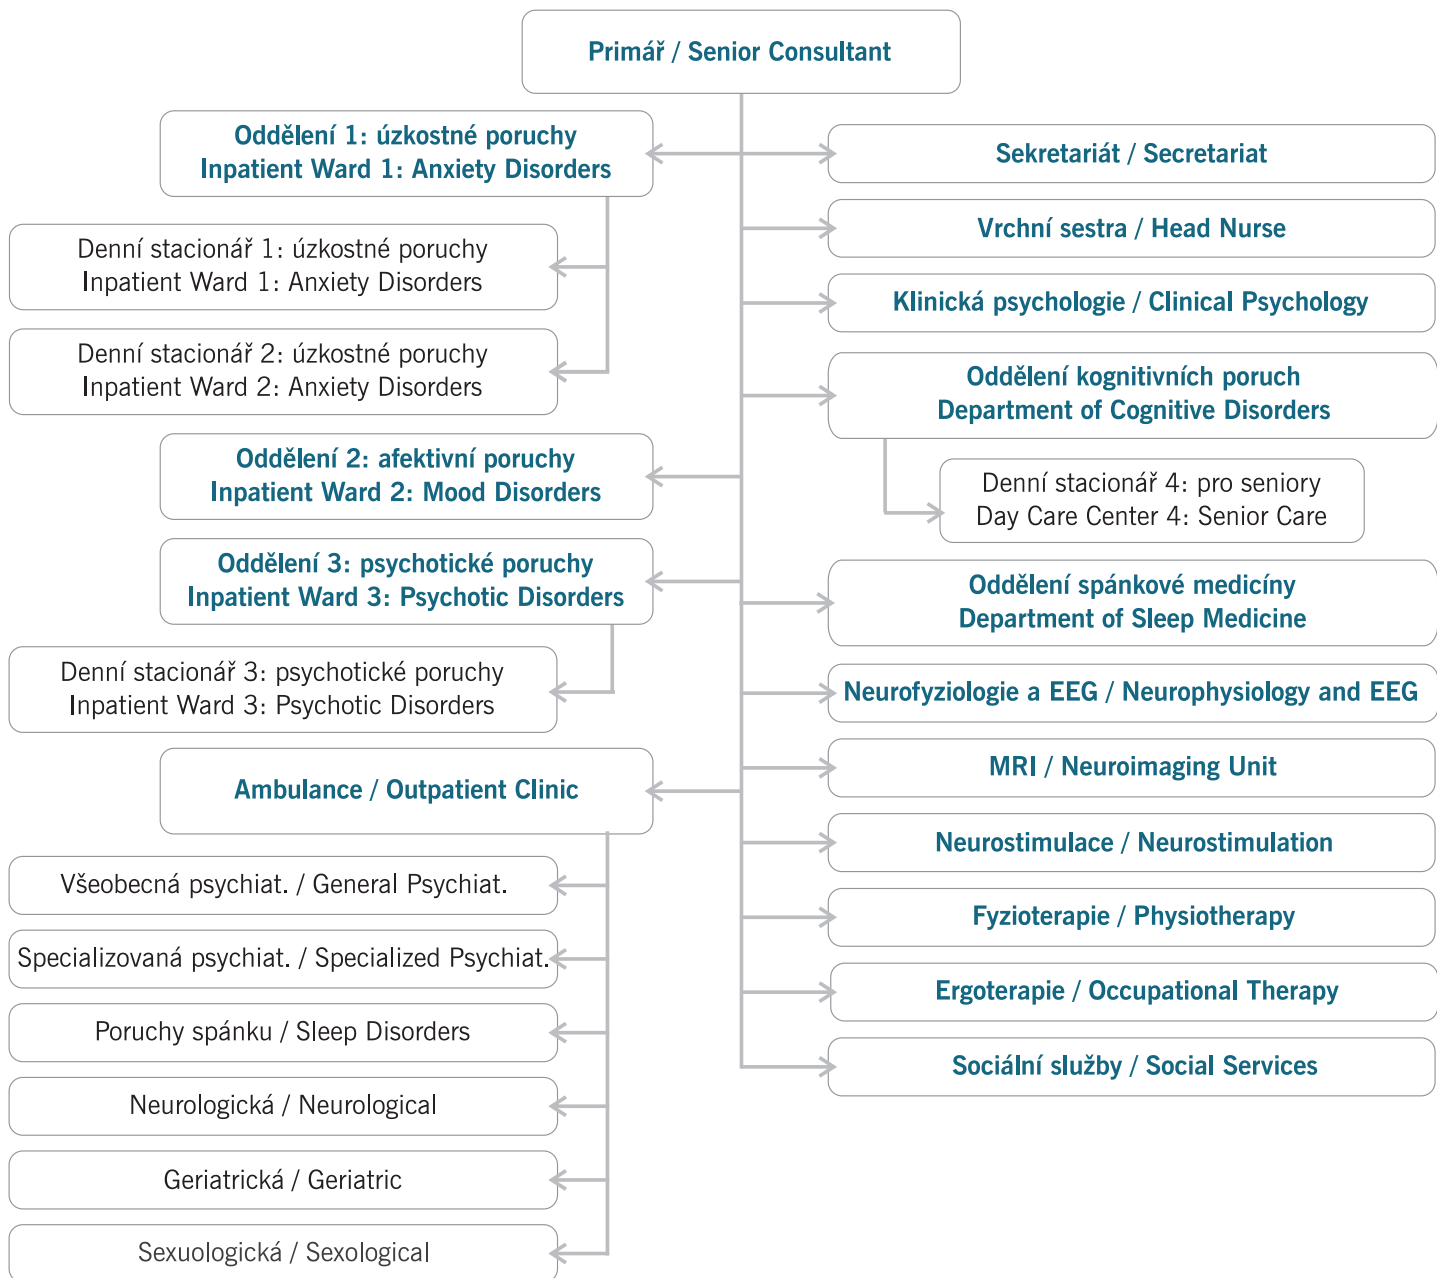 Primář / Senior Consultant
Oddělení 1: úzkostné poruchy
Inpatient Ward 1: Anxiety Disorders
Denní stacionář 1: úzkostné poruchy
Inpatient Ward 1: Anxiety Disorders
Denní stacionář 2: úzkostné poruchy
Inpatient Ward 2: Anxiety Disorders
Oddělení 2: afektivní poruchy
Inpatient Ward 2: Mood Disorders
Oddělení 3: psychotické poruchy
Inpatient Ward 3: Psychotic Disorders
Denní stacionář 3: psychotické poruchy
Inpatient Ward 3: Psychotic Disorders
Ambulance / Outpatient Clinic
Všeobecná psychiat. / General Psychiat.
Specializovaná psychiat. / Specialized Psychiat.
Poruchy spánku / Sleep Disorders
Neurologická / Neurological
Geriatrická / Geriatric
Sexuologická / Sexological
Sekretariát / Secretariat
Vrchní sestra / Head Nurse
Klinická psychologie / Clinical Psychology
Oddělení kognitivních poruch
Department of Cognitive Disorders
Denní stacionář 4: pro seniory
Day Care Center 4: Senior Care
Oddělení spánkové medicíny
Department of Sleep Medicine
Neurofyziologie a EEG / Neurophysiology and EEG
MRI / Neuroimaging Unit
Neurostimulace / Neurostimulation
Fyzioterapie / Physiotherapy
Ergoterapie / Occupational Therapy
Sociální služby / Social Services